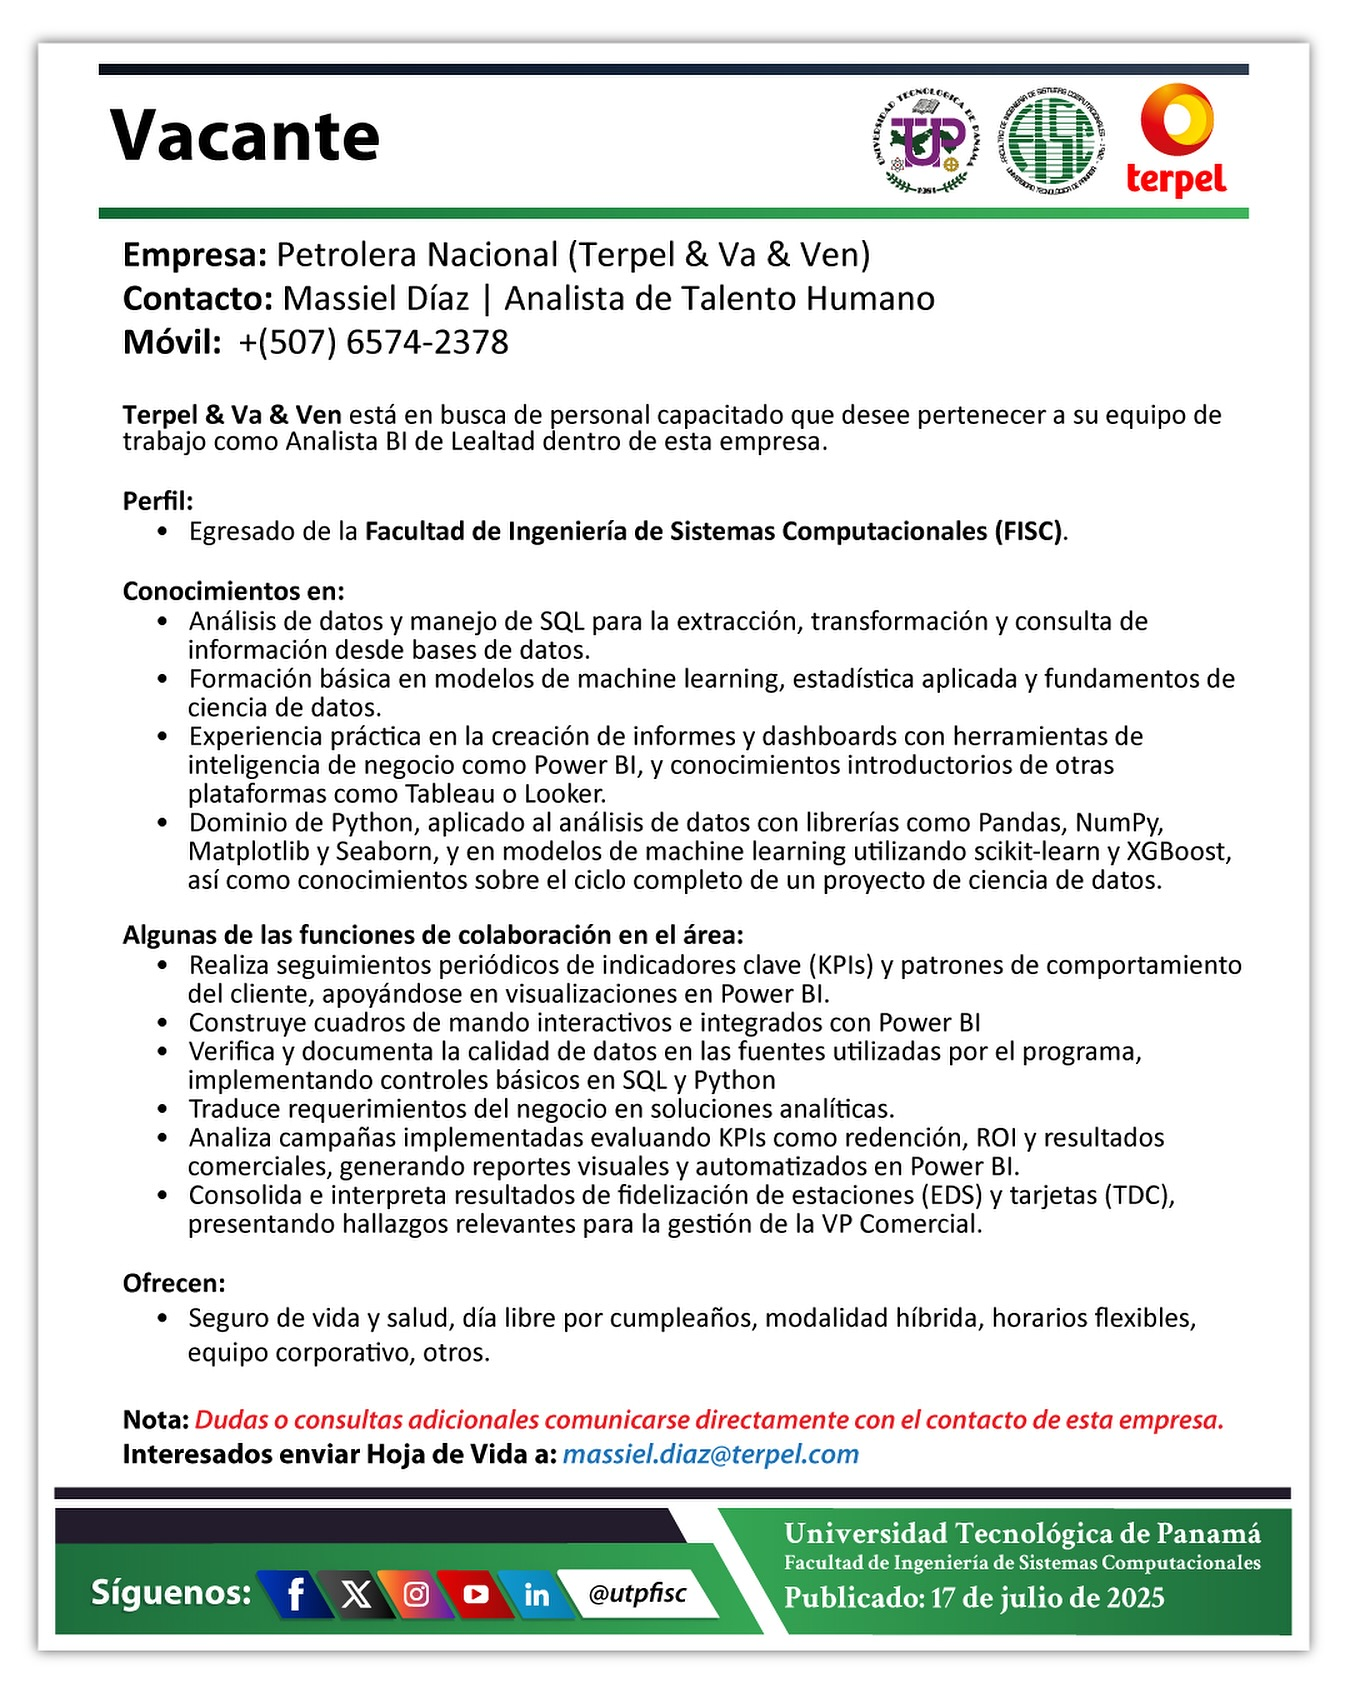 Vacante
UNIVERSIDAD TECNOLÓGICA DE PANAMÁ
UTP
1981
FACULTAD DE INGENIERÍA DE SISTEMAS COMPUTACIONALES
FISC
UNIVERSIDAD TECNOLÓGICA DE PANAMÁ
terpel
Empresa: Petrolera Nacional (Terpel & Va & Ven)
Contacto: Massiel Díaz | Analista de Talento Humano
Móvil: +(507) 6574-2378
Terpel & Va & Ven está en busca de personal capacitado que desee pertenecer a su equipo de
trabajo como Analista BI de Lealtad dentro de esta empresa.
Perfil:
• Egresado de la Facultad de Ingeniería de Sistemas Computacionales (FISC).
Conocimientos en:
• Análisis de datos y manejo de SQL para la extracción, transformación y consulta de
información desde bases de datos.
• Formación básica en modelos de machine learning, estadística aplicada y fundamentos de
ciencia de datos.
• Experiencia práctica en la creación de informes y dashboards con herramientas de
inteligencia de negocio como Power BI, y conocimientos introductorios de otras
plataformas como Tableau o Looker.
• Dominio de Python, aplicado al análisis de datos con librerías como Pandas, NumPy,
Matplotlib y Seaborn, y en modelos de machine learning utilizando scikit-learn y XGBoost,
así como conocimientos sobre el ciclo completo de un proyecto de ciencia de datos.
Algunas de las funciones de colaboración en el área:
• Realiza seguimientos periódicos de indicadores clave (KPIs) y patrones de comportamiento
del cliente, apoyándose en visualizaciones en Power BI.
• Construye cuadros de mando interactivos e integrados con Power BI
• Verifica y documenta la calidad de datos en las fuentes utilizadas por el programa,
implementando controles básicos en SQL y Python
• Traduce requerimientos del negocio en soluciones analíticas.
• Analiza campañas implementadas evaluando KPIs como redención, ROI y resultados
comerciales, generando reportes visuales y automatizados en Power BI.
• Consolida e interpreta resultados de fidelización de estaciones (EDS) y tarjetas (TDC),
presentando hallazgos relevantes para la gestión de la VP Comercial.
Ofrecen:
• Seguro de vida y salud, día libre por cumpleaños, modalidad híbrida, horarios flexibles,
equipo corporativo, otros.
Nota: Dudas o consultas adicionales comunicarse directamente con el contacto de esta empresa.
Interesados enviar Hoja de Vida a: massiel.diaz@terpel.com
Síguenos:
@utpfisc
Universidad Tecnológica de Panamá
Facultad de Ingeniería de Sistemas Computacionales
Publicado: 17 de julio de 2025